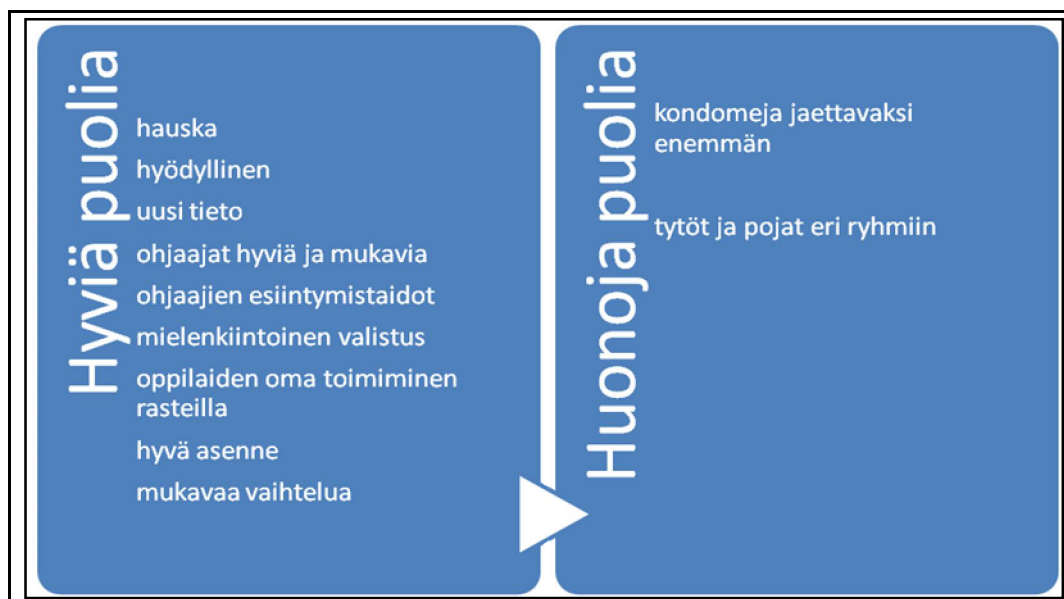 Hyviä puolia
hauska
hyödyllinen
uusi tieto
ohjaajat hyviä ja mukavia
ohjaajien esiintymistaidot
mielenkiintoinen valistus
oppilaiden oma toimiminen
rasteilla
hyvä asenne
mukavaa vaihtelua
Huonoja puolia
kondomeja jaettavaksi
enemmän
tytöt ja pojat eri ryhmiin